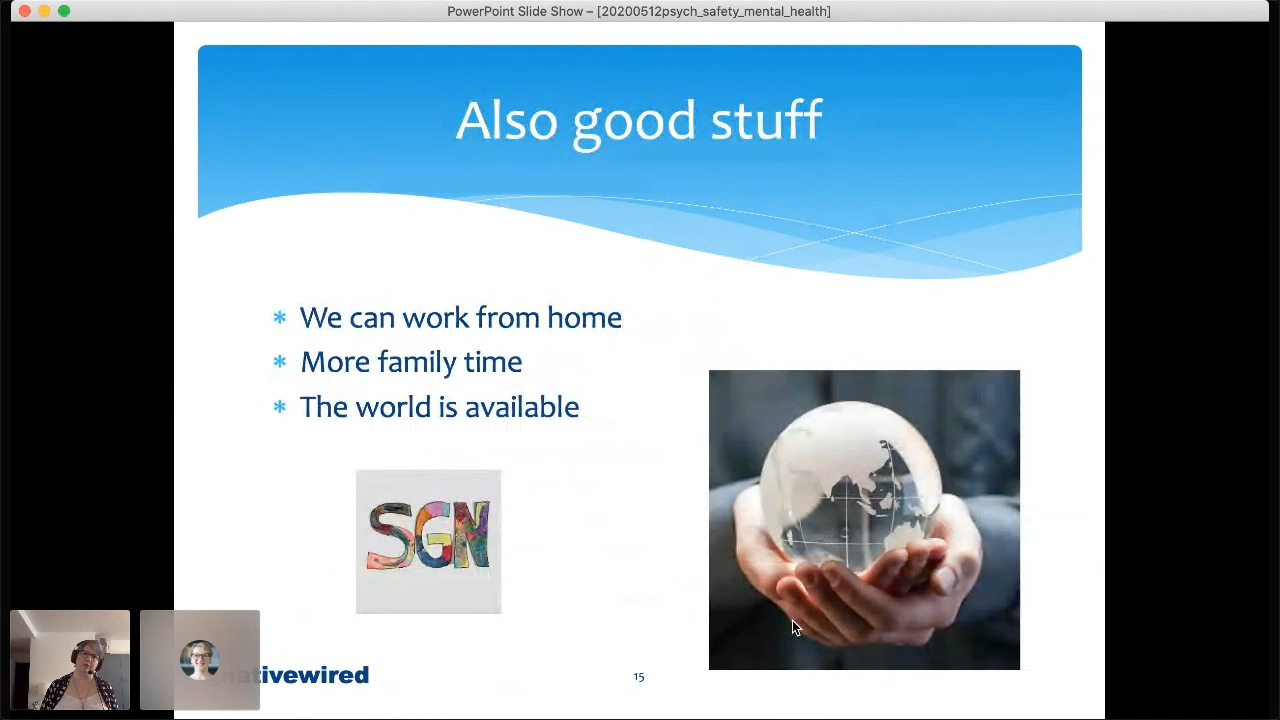 PowerPoint Slide Show – [20200512psych_safety_mental_health]
Also good stuff
We can work from home
More family time
The world is available
SGN
nativewired
15